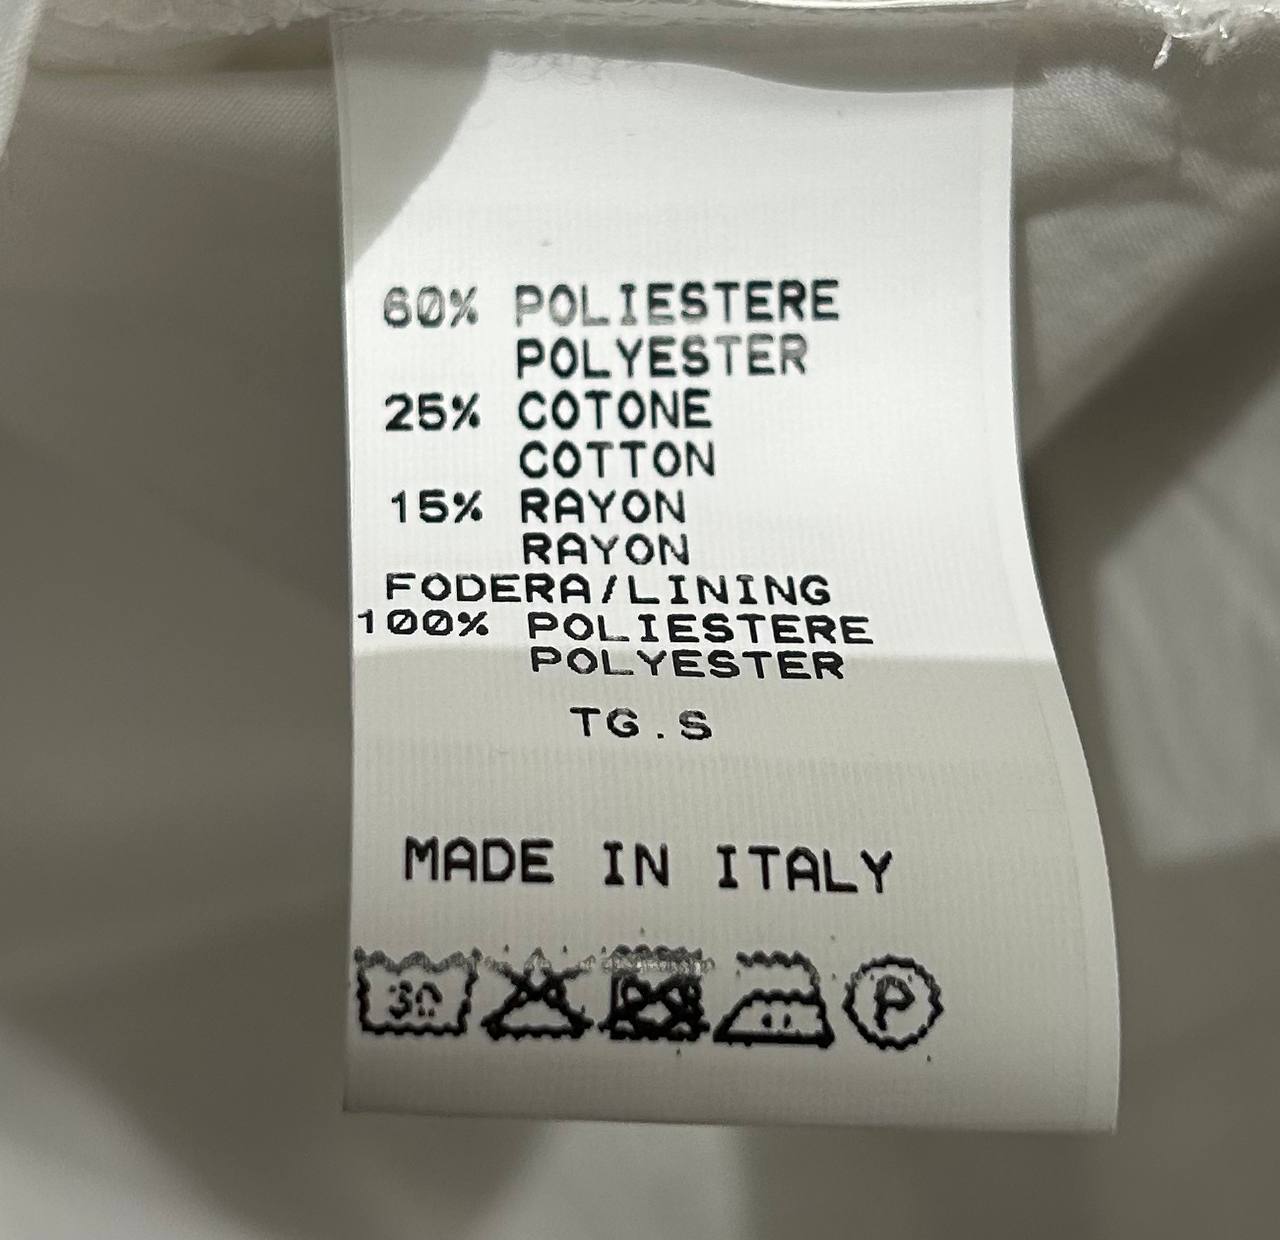 60% POLIESTERE
POLYESTER
25% COTONE
COTTON
15% RAYON
RAYON
FODERA/LINING
100% POLIESTERE
POLYESTER
TG.S
MADE IN ITALY
30 P